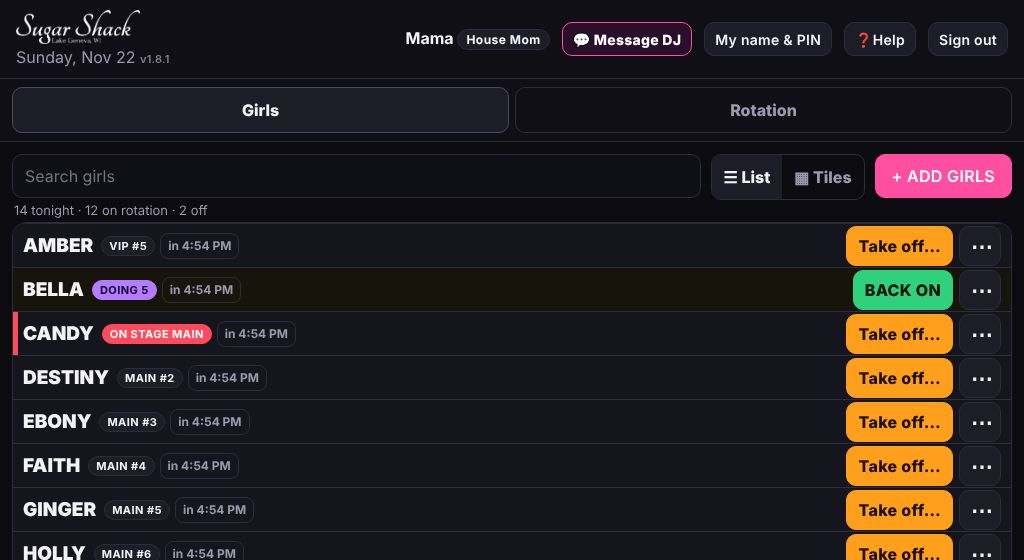 Sugar Shack
Lake Geneva, WI
Sunday, Nov 22 v1.8.1
Mama House Mom 💬 Message DJ My name & PIN ❓Help Sign out
Girls Rotation
Search girls ☰ List ▦ Tiles + ADD GIRLS
14 tonight · 12 on rotation · 2 off
AMBER VIP #5 in 4:54 PM Take off... ⋯
BELLA DOING 5 in 4:54 PM BACK ON ⋯
CANDY ON STAGE MAIN in 4:54 PM Take off... ⋯
DESTINY MAIN #2 in 4:54 PM Take off... ⋯
EBONY MAIN #3 in 4:54 PM Take off... ⋯
FAITH MAIN #4 in 4:54 PM Take off... ⋯
GINGER MAIN #5 in 4:54 PM Take off... ⋯
HOLLY MAIN #6 in 4:54 PM Take off... ⋯